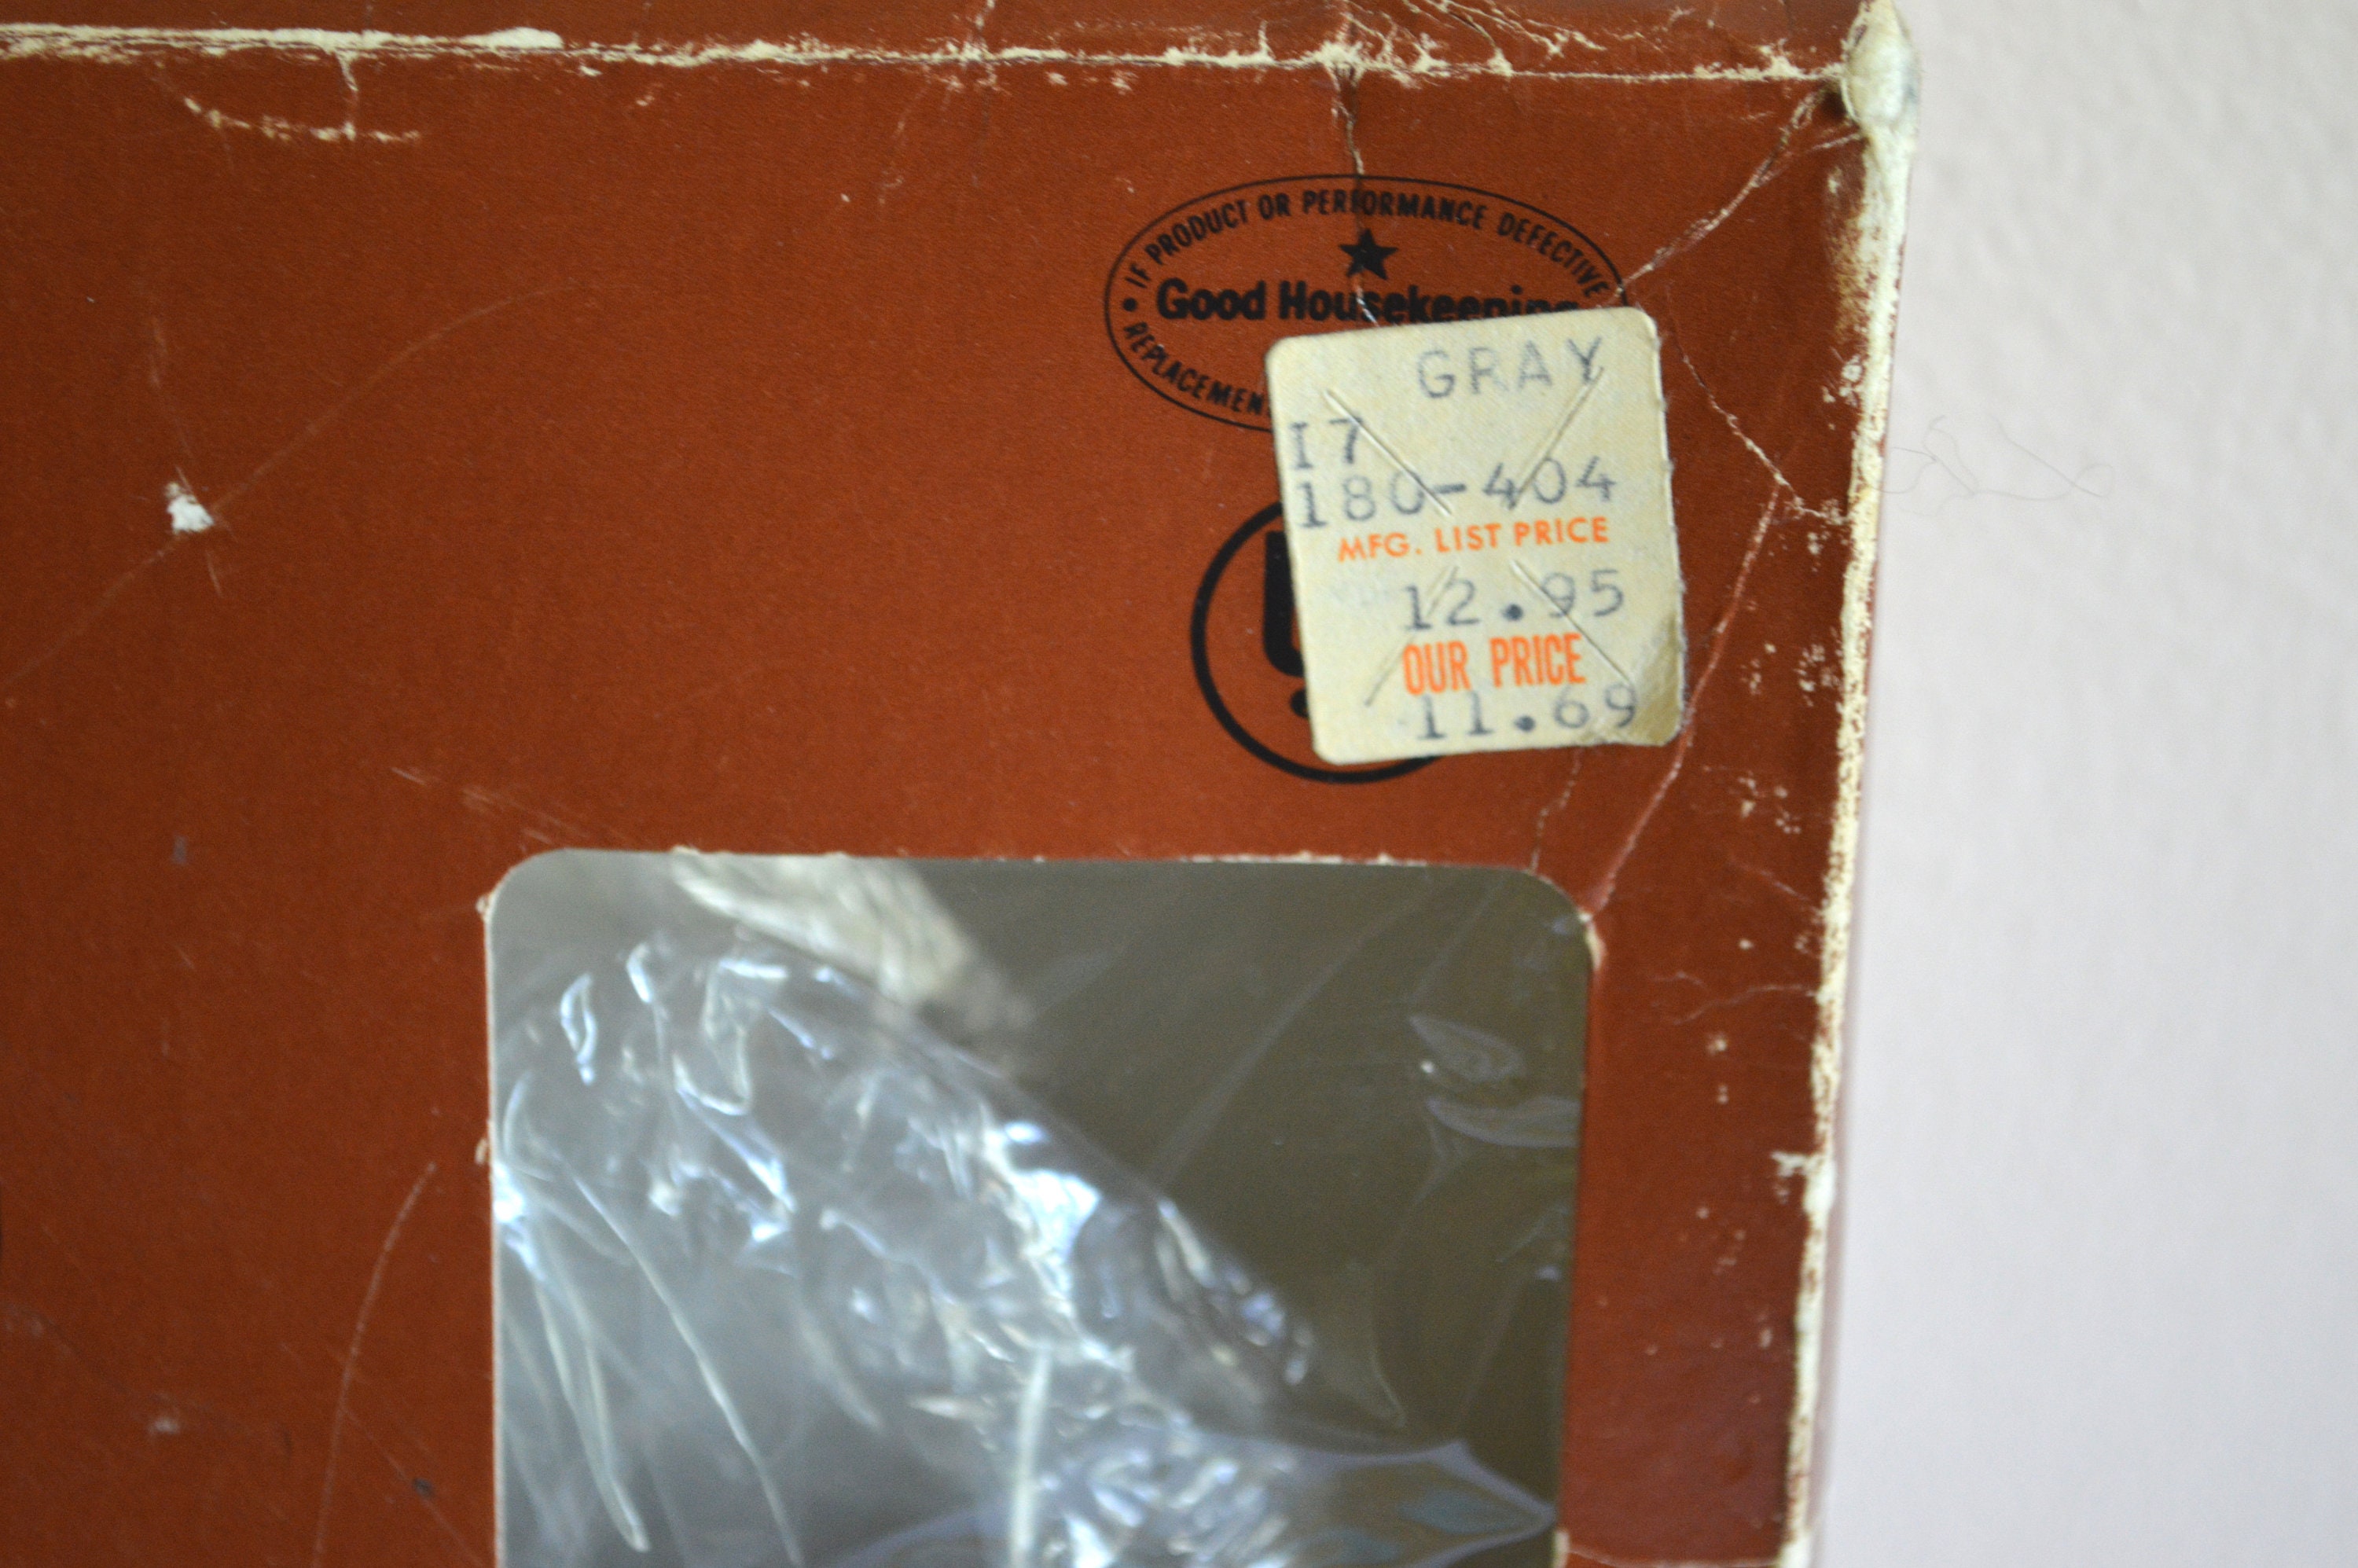 • IF PRODUCT OR PERFORMANCE DEFECTIVE
Good Housekeeping
• REPLACEMEN
GRAY
I7
180-404
MFG. LIST PRICE
12.95
OUR PRICE
11.69